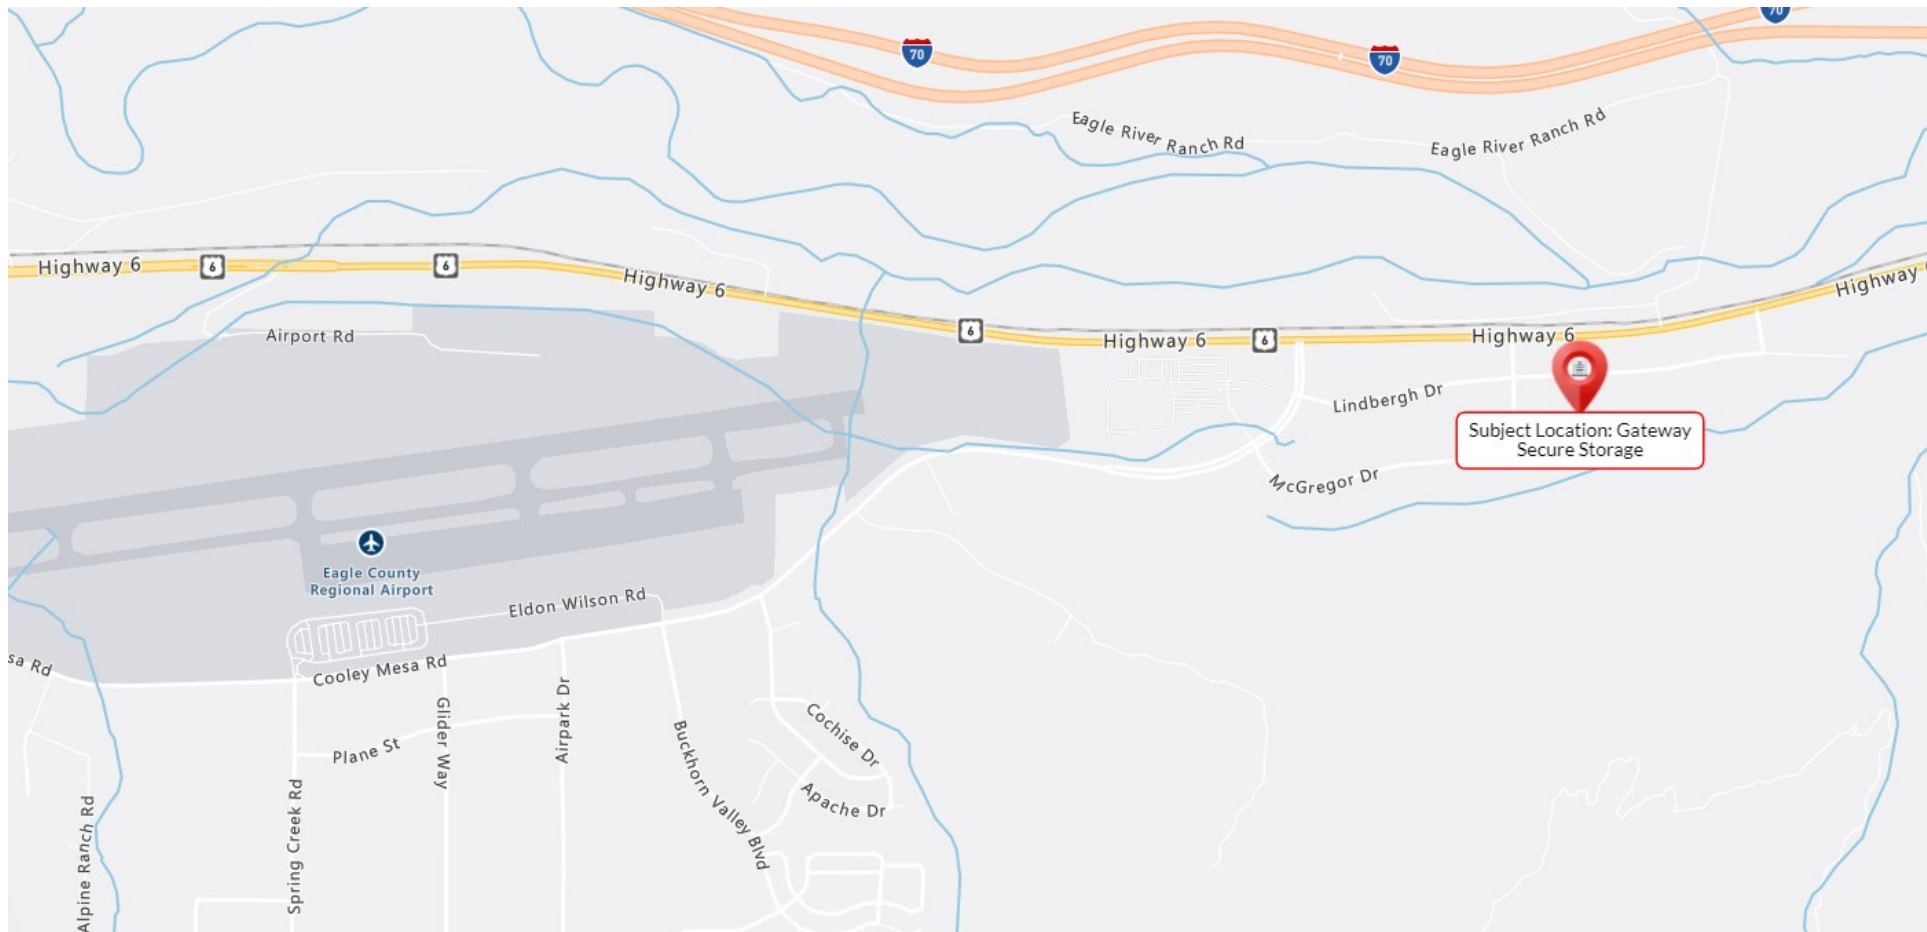 70
70
70
Eagle River Ranch Rd
Eagle River Ranch Rd
Highway 6
6
6
Highway 6
Highway 6
6
Highway 6
6
Highway 6
Airport Rd
Lindbergh Dr
Subject Location: Gateway
Secure Storage
McGregor Dr
Eagle County
Regional Airport
Eldon Wilson Rd
sa Rd
Cooley Mesa Rd
Glider Way
Airpark Dr
Plane St
Buckhorn Valley Blvd
Cochise Dr
Apache Dr
Spring Creek Rd
Alpine Ranch Rd